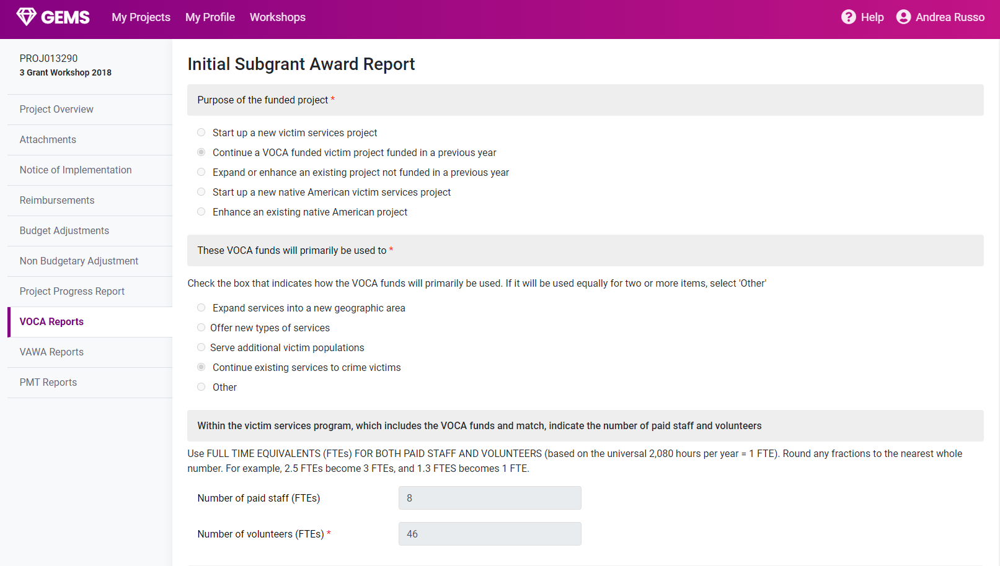 GEMS My Projects My Profile Workshops ? Help Andrea Russo
PROJ013290
3 Grant Workshop 2018
Project Overview
Attachments
Notice of Implementation
Reimbursements
Budget Adjustments
Non Budgetary Adjustment
Project Progress Report
VOCA Reports
VAWA Reports
PMT Reports
Initial Subgrant Award Report
Purpose of the funded project *
Start up a new victim services project
Continue a VOCA funded victim project funded in a previous year
Expand or enhance an existing project not funded in a previous year
Start up a new native American victim services project
Enhance an existing native American project
These VOCA funds will primarily be used to *
Check the box that indicates how the VOCA funds will primarily be used. If it will be used equally for two or more items, select 'Other'
Expand services into a new geographic area
Offer new types of services
Serve additional victim populations
Continue existing services to crime victims
Other
Within the victim services program, which includes the VOCA funds and match, indicate the number of paid staff and volunteers
Use FULL TIME EQUIVALENTS (FTEs) FOR BOTH PAID STAFF AND VOLUNTEERS (based on the universal 2,080 hours per year = 1 FTE). Round any fractions to the nearest whole
number. For example, 2.5 FTEs become 3 FTEs, and 1.3 FTES becomes 1 FTE.
Number of paid staff (FTEs) 8
Number of volunteers (FTEs) * 46